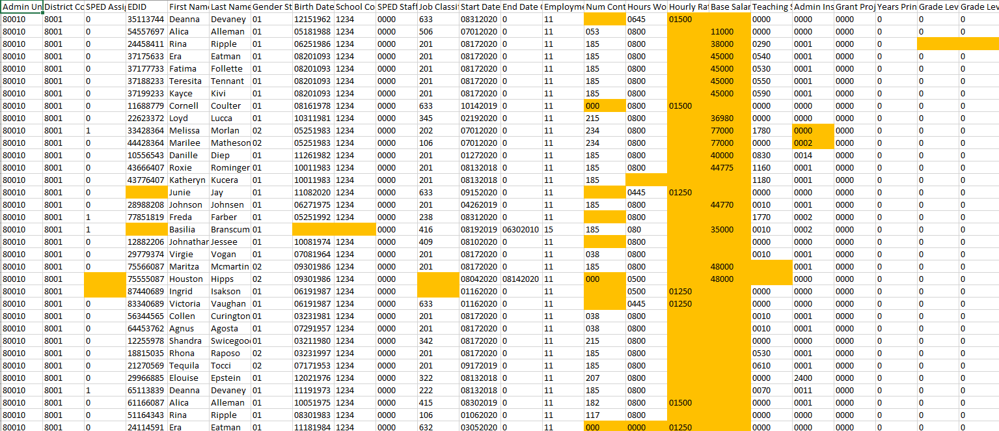 Admin Un District Co SPED Assig EDID First Name Last Name Gender St Birth Date School Co SPED Staff Job Classif Start Date End Date O Employme Num Cont Hours Wo Hourly Rat Base Salar Teaching S Admin Ins Grant Proj Years Prin Grade Lev Grade Lev
80010 8001 0 35113744 Deanna Devaney 01 12151962 1234 0000 633 08312020 0 11 0645 01500 0000 0000 0000 0 0 0
80010 8001 0 54557697 Alica Alleman 01 05181988 1234 0000 506 07012020 0 11 053 0800 11000 0000 0000 0000 0 0 0
80010 8001 0 24458411 Rina Ripple 01 06251986 1234 0000 201 08172020 0 11 185 0800 38000 0290 0001 0000 0
80010 8001 0 37175633 Era Eatman 01 08201093 1234 0000 201 08172020 0 11 185 0800 45000 0540 0001 0000 0 0 0
80010 8001 0 37177733 Fatima Follette 01 08201093 1234 0000 201 08172020 0 11 185 0800 45000 0530 0001 0000 0 0 0
80010 8001 0 37188233 Teresita Tennant 01 08201093 1234 0000 201 08172020 0 11 185 0800 45000 0550 0001 0000 0 0 0
80010 8001 0 37199233 Kayce Kivi 01 08201093 1234 0000 201 08172020 0 11 185 0800 45000 0590 0001 0000 0 0 0
80010 8001 0 11688779 Cornell Coulter 01 08161978 1234 0000 633 10142019 0 11 000 0800 01500 0000 0000 0000 0 0 0
80010 8001 0 22623372 Loyd Lucca 01 10311981 1234 0000 345 02192020 0 11 215 0800 36980 0000 0000 0000 0 0 0
80010 8001 1 33428364 Melissa Morlan 02 05251983 1234 0000 202 07012020 0 11 234 0800 77000 1780 0000 0000 0 0 0
80010 8001 0 44428364 Marilee Matheson 02 05251983 1234 0000 106 07012020 0 11 234 0800 77000 0000 0002 0000 0 0 0
80010 8001 0 10556543 Danille Diep 01 11261982 1234 0000 201 01272020 0 11 185 0800 40000 0830 0014 0000 0 0 0
80010 8001 0 43666407 Roxie Rominger 01 10011983 1234 0000 201 08132018 0 11 185 0800 44775 1160 0001 0000 0 0 0
80010 8001 0 43776407 Katheryn Kucera 01 10011983 1234 0000 201 08132018 0 11 185 1180 0001 0000 0 0 0
80010 8001 0 Junie Jay 01 11082020 1234 0000 633 09152020 0 11 0445 01250 0000 0000 0000 0 0 0
80010 8001 0 28988208 Johnson Johnsen 01 06271975 1234 0000 201 04262019 0 11 185 0800 44770 0010 0001 0000 0 0 0
80010 8001 1 77851819 Freda Farber 01 05251992 1234 0000 238 08312020 0 11 0800 1770 0002 0000 0 0 0
80010 8001 1 Basilia Branscum 01 0000 416 08192019 06302010 15 185 080 35000 0010 0002 0000 0 0 0
80010 8001 0 12882206 Johnathan Jessee 01 10081974 1234 0000 409 08102020 0 11 0800 0000 0000 0000 0 0 0
80010 8001 0 29779374 Virgie Vogan 01 07081964 1234 0000 201 08172020 0 11 038 0800 0010 0001 0000 0 0 0
80010 8001 0 75566087 Maritza Mcmartin 02 09301986 1234 0000 201 08172020 0 11 185 0800 48000 0001 0000 0 0 0
80010 8001 75555087 Houston Hipps 02 09301986 1234 0000 08042020 08142020 11 000 0500 48000 0000 0000 0 0 0
80010 8001 87440689 Ingrid Isakson 01 06191987 1234 0000 01162020 0 11 0500 01250 0000 0000 0000 0 0 0
80010 8001 0 83340689 Victoria Vaughan 01 06191987 1234 0000 633 01162020 0 11 0445 01250 0000 0000 0000 0 0 0
80010 8001 0 56344565 Collen Curington 01 03231981 1234 0000 201 08172020 0 11 038 0800 0010 0001 0000 0 0 0
80010 8001 0 64453762 Agnus Agosta 01 07291957 1234 0000 201 08172020 0 11 038 0800 0010 0001 0000 0 0 0
80010 8001 0 12255978 Shandra Swicegoo 01 03211980 1234 0000 342 08172020 0 11 215 0800 0000 0000 0000 0 0 0
80010 8001 0 18815035 Rhona Raposo 02 03231997 1234 0000 201 08172020 0 11 185 0800 0530 0001 0000 0 0 0
80010 8001 0 21270569 Tequila Tocci 02 07171953 1234 0000 201 09172019 0 11 185 0800 0610 0001 0000 0 0 0
80010 8001 0 29966885 Elouise Epstein 01 12021976 1234 0000 322 08132018 0 11 207 0800 0000 2400 0000 0 0 0
80010 8001 1 65113839 Deanna Devaney 01 11191973 1234 0000 222 08132018 0 11 185 0800 0070 0011 0000 0 0 0
80010 8001 0 61166087 Alica Alleman 01 10051975 1234 0000 415 08302019 0 11 182 0800 01500 0000 0000 0000 0 0 0
80010 8001 0 51164343 Rina Ripple 01 08301983 1234 0000 106 01062020 0 11 117 0800 0000 0000 0000 0 0 0
80010 8001 0 24114591 Era Eatman 01 11181984 1234 0000 632 03052020 0 11 000 0000 01250 0000 0000 0000 0 0 0